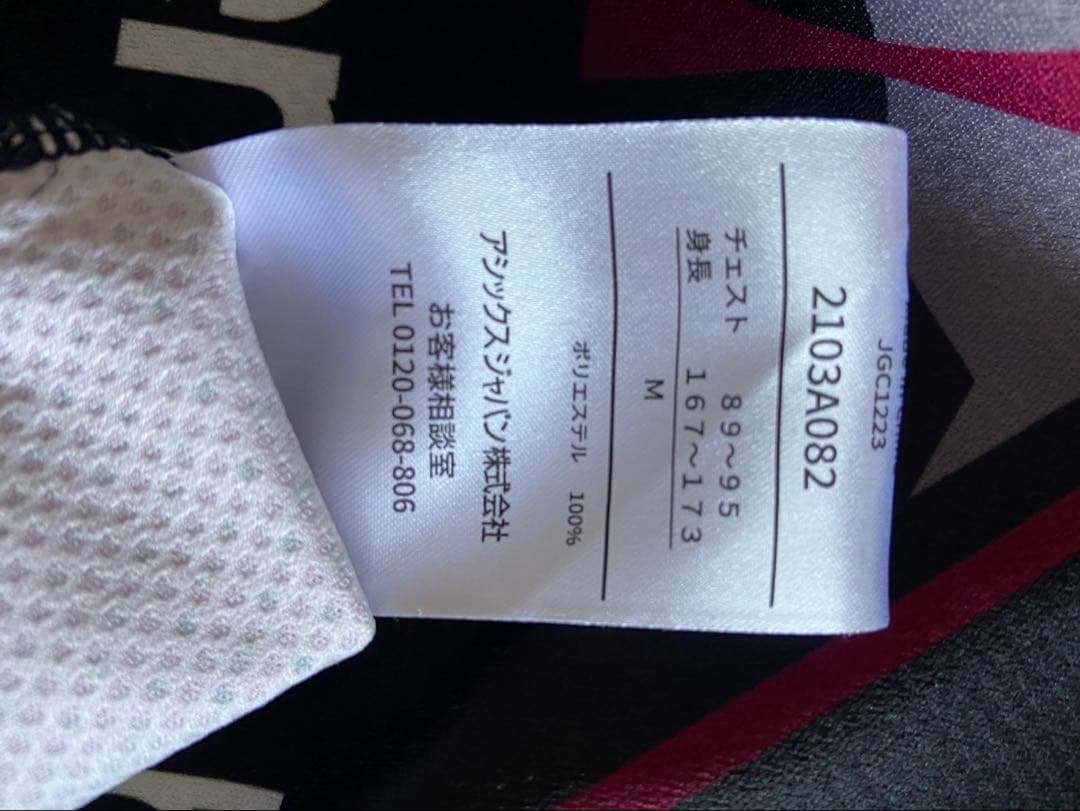 JGC1223
2103A082
チェスト 89～95
身長 167～173
M
ポリエステル 100%
アシックスジャパン株式会社
お客様相談室
TEL 0120-068-806